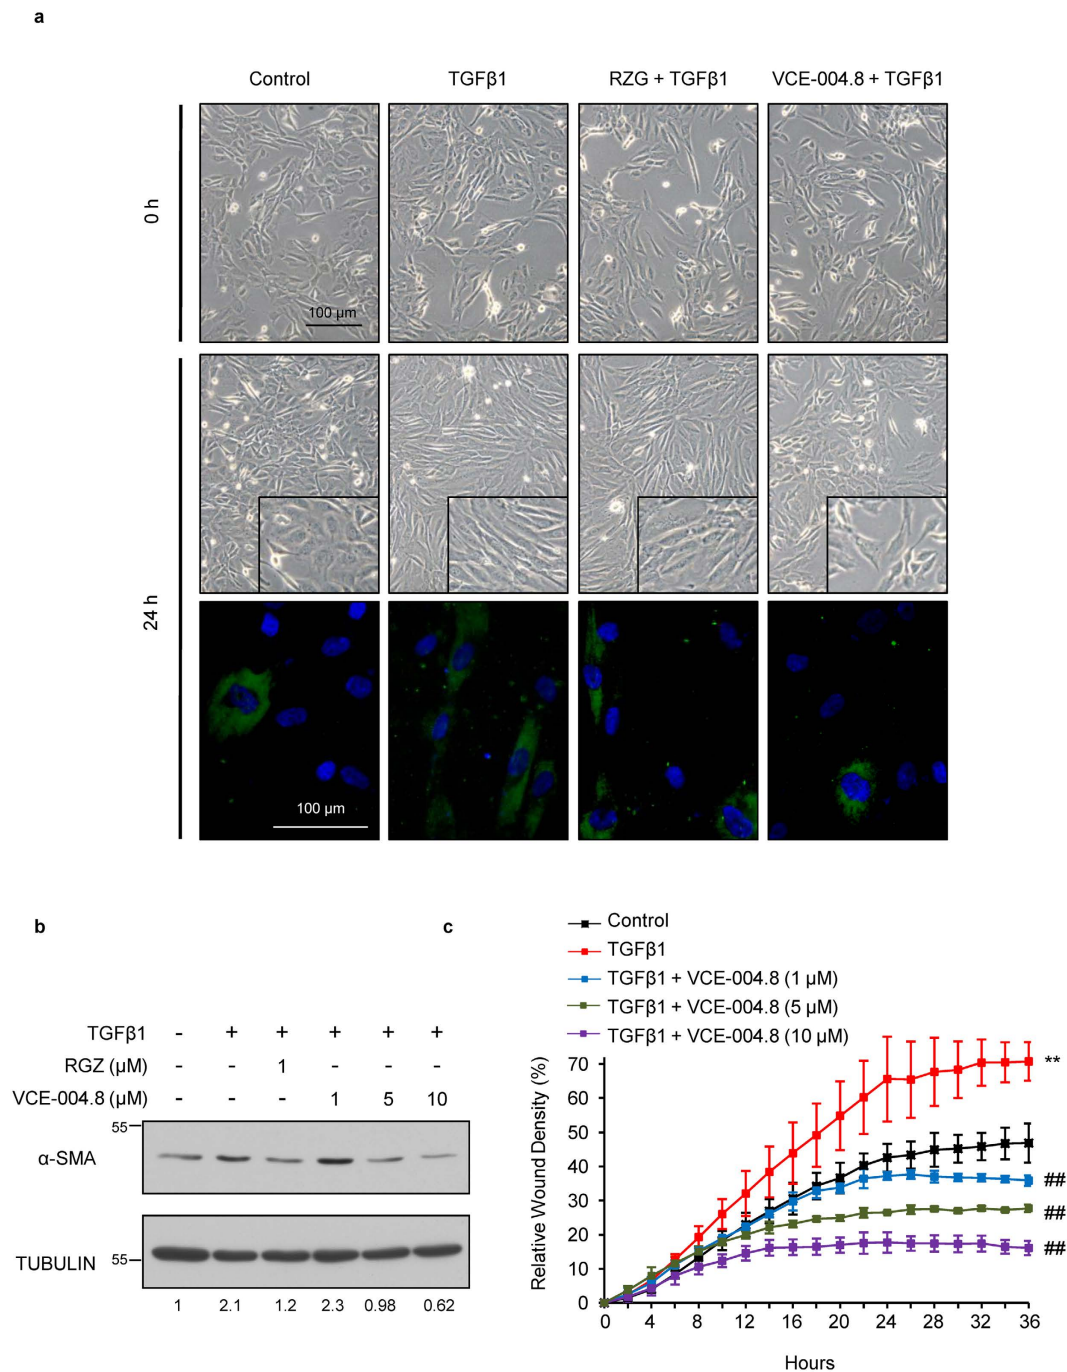 a
Control TGFβ1 RZG + TGFβ1 VCE-004.8 + TGFβ1
0 h
100 µm
24 h
100 µm
b
TGFβ1 - + + + + +
RGZ (µM) - - 1 - - -
VCE-004.8 (µM) - - - 1 5 10
55
α-SMA
TUBULIN
55
1 2.1 1.2 2.3 0.98 0.62
c
Control
TGFβ1
TGFβ1 + VCE-004.8 (1 µM)
TGFβ1 + VCE-004.8 (5 µM)
TGFβ1 + VCE-004.8 (10 µM)
Relative Wound Density (%)
70
60
50
40
30
20
10
0
**
##
##
##
0 4 8 12 16 20 24 28 32 36
Hours